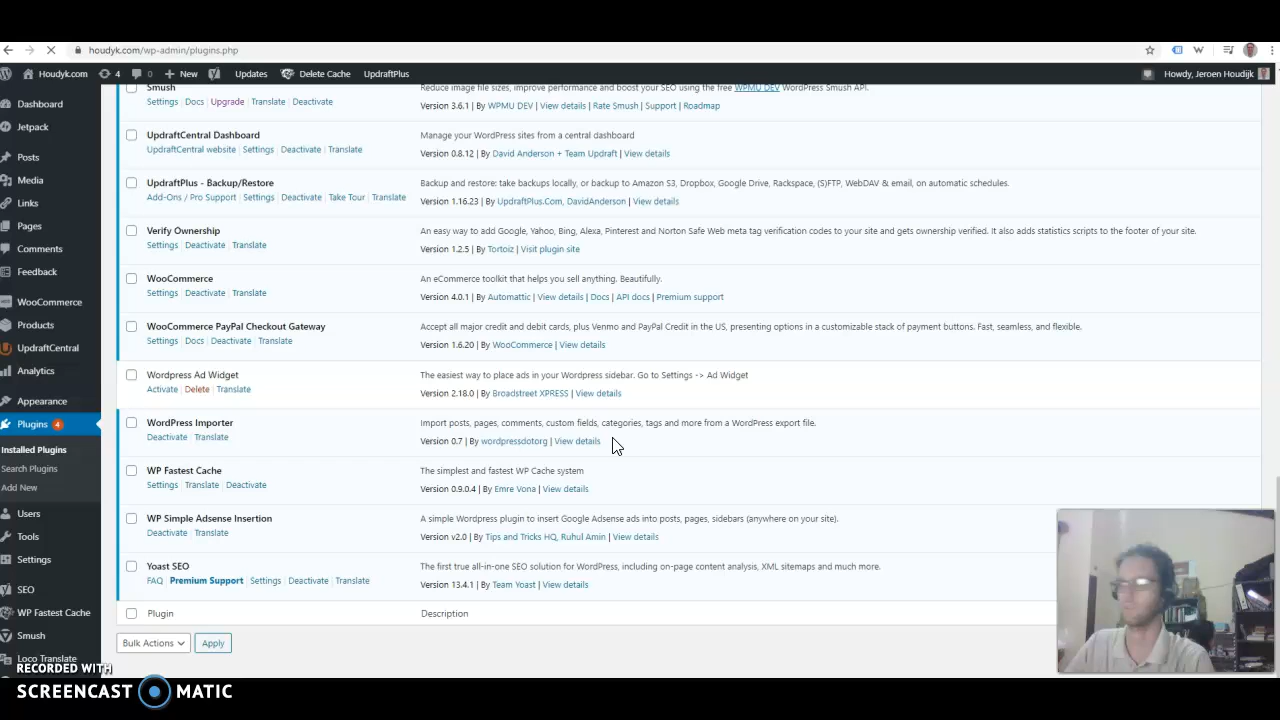 houdyk.com/wp-admin/plugins.php
Houdyk.com 4 0 New Updates Delete Cache UpdraftPlus Howdy, Jeroen Houdijk
Dashboard
Jetpack
Posts
Media
Links
Pages
Comments
Feedback
WooCommerce
Products
UpdraftCentral
Analytics
Appearance
Plugins 4
Installed Plugins
Search Plugins
Add New
Users
Tools
Settings
SEO
WP Fastest Cache
Smush
Loco Translate
Smush Reduce image file sizes, improve performance and boost your SEO using the free WPMU DEV WordPress Smush API.
Settings | Docs | Upgrade | Translate | Deactivate Version 3.6.1 | By WPMU DEV | View details | Rate Smush | Support | Roadmap
UpdraftCentral Dashboard Manage your WordPress sites from a central dashboard
UpdraftCentral website | Settings | Deactivate | Translate Version 0.8.12 | By David Anderson + Team Updraft | View details
UpdraftPlus - Backup/Restore Backup and restore: take backups locally, or backup to Amazon S3, Dropbox, Google Drive, Rackspace, (S)FTP, WebDAV & email, on automatic schedules.
Add-Ons / Pro Support | Settings | Deactivate | Take Tour | Translate Version 1.16.23 | By UpdraftPlus.Com, DavidAnderson | View details
Verify Ownership An easy way to add Google, Yahoo, Bing, Alexa, Pinterest and Norton Safe Web meta tag verification codes to your site and gets ownership verified. It also adds statistics scripts to the footer of your site.
Settings | Deactivate | Translate Version 1.2.5 | By Tortoiz | Visit plugin site
WooCommerce An eCommerce toolkit that helps you sell anything. Beautifully.
Settings | Deactivate | Translate Version 4.0.1 | By Automattic | View details | Docs | API docs | Premium support
WooCommerce PayPal Checkout Gateway Accept all major credit and debit cards, plus Venmo and PayPal Credit in the US, presenting options in a customizable stack of payment buttons. Fast, seamless, and flexible.
Settings | Docs | Deactivate | Translate Version 1.6.20 | By WooCommerce | View details
Wordpress Ad Widget The easiest way to place ads in your Wordpress sidebar. Go to Settings -> Ad Widget
Activate | Delete | Translate Version 2.18.0 | By Broadstreet XPRESS | View details
WordPress Importer Import posts, pages, comments, custom fields, categories, tags and more from a WordPress export file.
Deactivate | Translate Version 0.7 | By wordpressdotorg | View details
WP Fastest Cache The simplest and fastest WP Cache system
Settings | Translate | Deactivate Version 0.9.0.4 | By Emre Vona | View details
WP Simple Adsense Insertion A simple Wordpress plugin to insert Google Adsense ads into posts, pages, sidebars (anywhere on your site).
Deactivate | Translate Version v2.0 | By Tips and Tricks HQ, Ruhul Amin | View details
Yoast SEO The first true all-in-one SEO solution for WordPress, including on-page content analysis, XML sitemaps and much more.
FAQ | Premium Support | Settings | Deactivate | Translate Version 13.4.1 | By Team Yoast | View details
Plugin Description
Bulk Actions Apply
RECORDED WITH
SCREENCAST MATIC